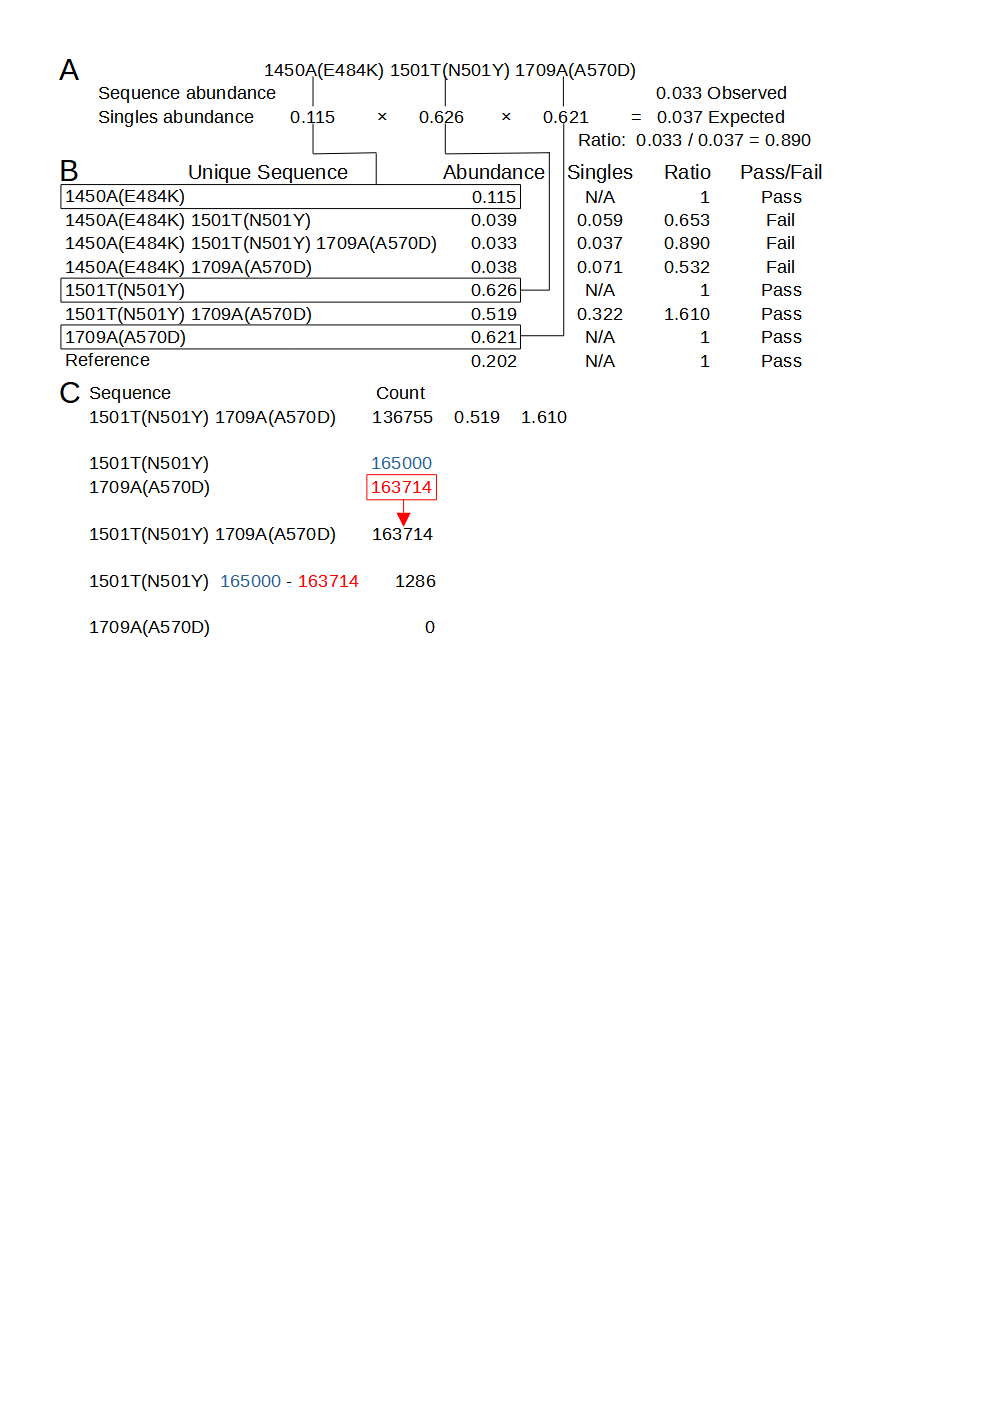 A
1450A(E484K) 1501T(N501Y) 1709A(A570D)
Sequence abundance 0.033 Observed
Singles abundance 0.115 × 0.626 × 0.621 = 0.037 Expected
Ratio: 0.033 / 0.037 = 0.890
B Unique Sequence Abundance Singles Ratio Pass/Fail
1450A(E484K) 0.115 N/A 1 Pass
1450A(E484K) 1501T(N501Y) 0.039 0.059 0.653 Fail
1450A(E484K) 1501T(N501Y) 1709A(A570D) 0.033 0.037 0.890 Fail
1450A(E484K) 1709A(A570D) 0.038 0.071 0.532 Fail
1501T(N501Y) 0.626 N/A 1 Pass
1501T(N501Y) 1709A(A570D) 0.519 0.322 1.610 Pass
1709A(A570D) 0.621 N/A 1 Pass
Reference 0.202 N/A 1 Pass
C Sequence Count
1501T(N501Y) 1709A(A570D) 136755 0.519 1.610
1501T(N501Y) 165000
1709A(A570D) 163714
1501T(N501Y) 1709A(A570D) 163714
1501T(N501Y) 165000 - 163714 1286
1709A(A570D) 0